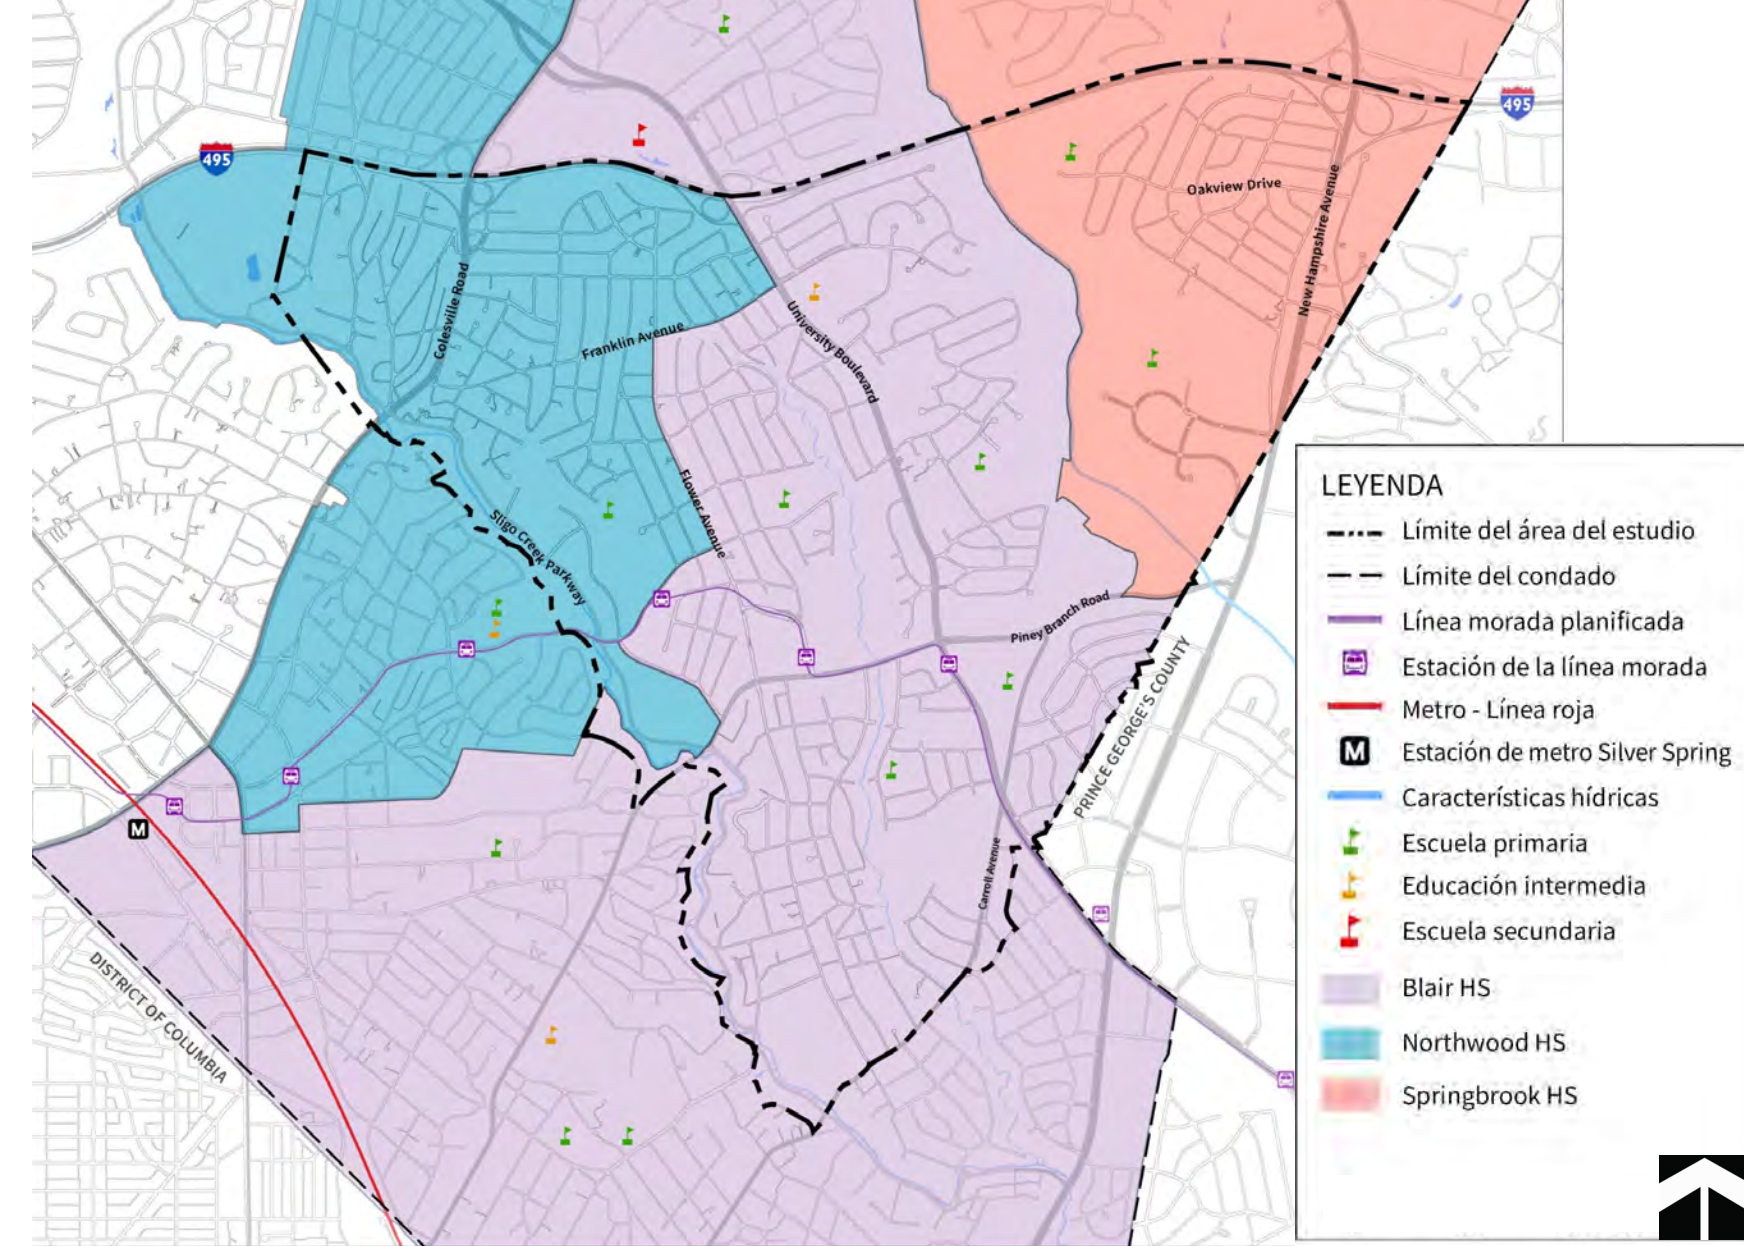 495
495
Oakview Drive
New Hampshire Avenue
Colesville Road
Franklin Avenue
University Boulevard
Flower Avenue
Sligo Creek Parkway
Piney Branch Road
PRINCE GEORGE'S COUNTY
M
Carroll Avenue
DISTRICT OF COLUMBIA
LEYENDA
Límite del área del estudio
Límite del condado
Línea morada planificada
Estación de la línea morada
Metro - Línea roja
M Estación de metro Silver Spring
Características hídricas
Escuela primaria
Educación intermedia
Escuela secundaria
Blair HS
Northwood HS
Springbrook HS